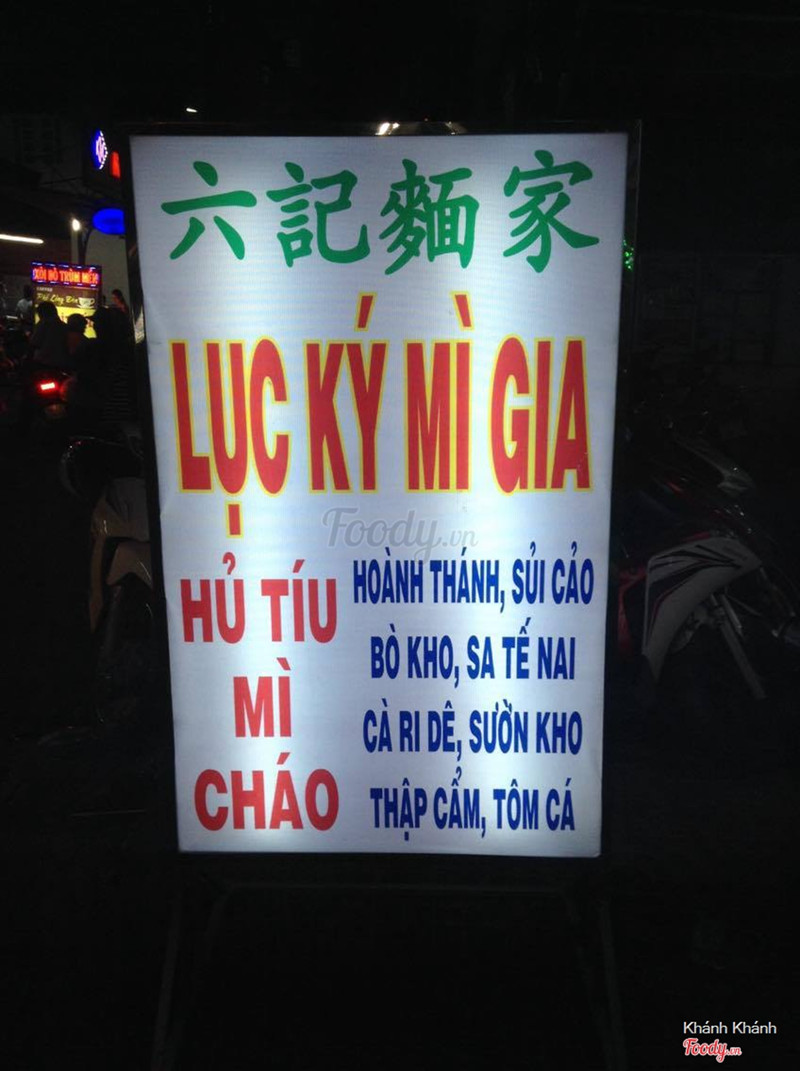 六記麵家
LỤC KÝ MÌ GIA
Foody.vn
HỦ TÍU
MÌ
CHÁO
HOÀNH THÁNH, SỦI CẢO
BÒ KHO, SA TẾ NAI
CÀ RI DÊ, SƯỜN KHO
THẬP CẨM, TÔM CÁ
Khánh Khánh
Foody.vn